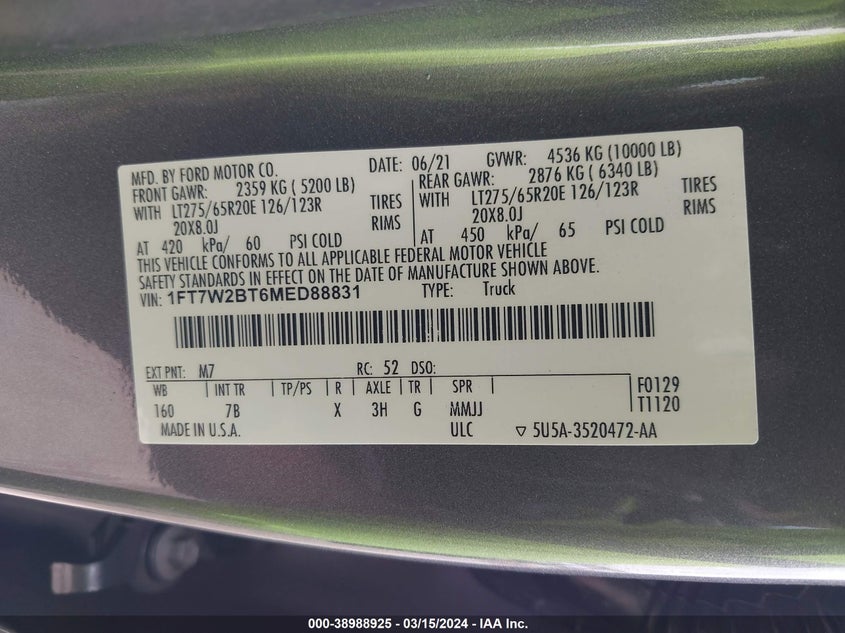 MFD. BY FORD MOTOR CO. DATE: 06/21 GVWR: 4536 KG (10000 LB)
FRONT GAWR: 2359 KG ( 5200 LB) REAR GAWR: 2876 KG ( 6340 LB)
WITH LT275/65R20E 126/123R TIRES WITH LT275/65R20E 126/123R TIRES
20X8.0J RIMS 20X8.0J RIMS
AT 420 kPa/ 60 PSI COLD AT 450 kPa/ 65 PSI COLD
THIS VEHICLE CONFORMS TO ALL APPLICABLE FEDERAL MOTOR VEHICLE
SAFETY STANDARDS IN EFFECT ON THE DATE OF MANUFACTURE SHOWN ABOVE.
VIN: 1FT7W2BT6MED88831 TYPE: Truck
EXT PNT: M7 RC: 52 DSO:
WB INT TR TP/PS R AXLE TR SPR F0129
160 7B X 3H G MMJJ T1120
MADE IN U.S.A. ULC ▽ 5U5A-3520472-AA
000-38988925 - 03/15/2024 - IAA Inc.